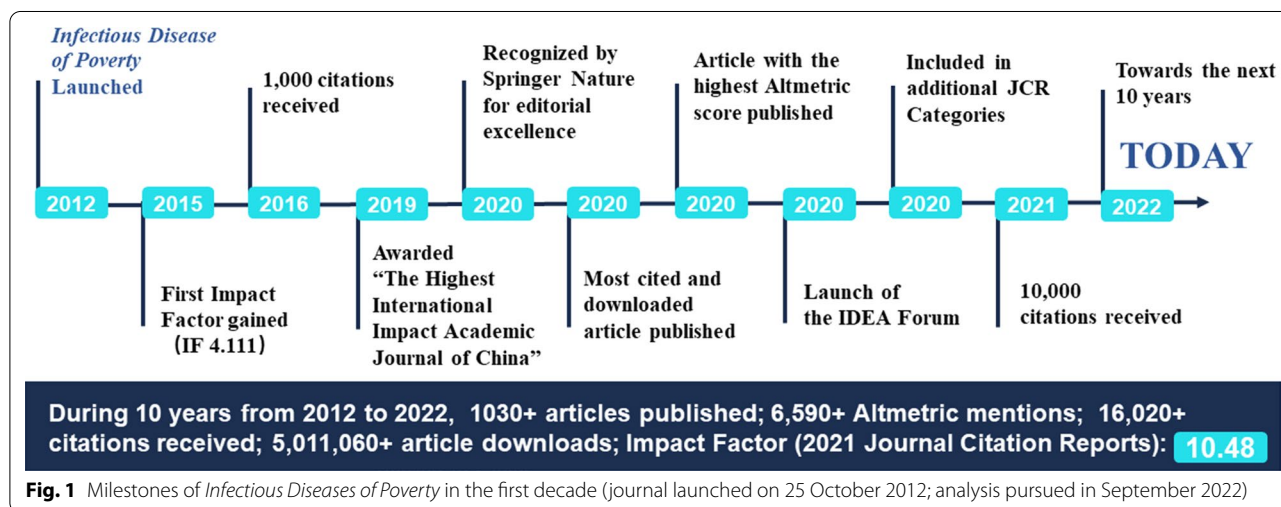 Infectious Disease
of Poverty
Launched
1,000 citations
received
Recognized by
Springer Nature
for editorial
excellence
Article with the
highest Altmetric
score published
Included in
additional JCR
Categories
Towards the next
10 years
TODAY
2012
2015
2016
2019
2020
2020
2020
2020
2020
2021
2022
First Impact
Factor gained
(IF 4.111)
Awarded
“The Highest
International
Impact Academic
Journal of China”
Most cited and
downloaded
article published
Launch of
the IDEA Forum
10,000
citations received
During 10 years from 2012 to 2022, 1030+ articles published; 6,590+ Altmetric mentions; 16,020+
citations received; 5,011,060+ article downloads; Impact Factor (2021 Journal Citation Reports): 10.48
Fig. 1 Milestones of Infectious Diseases of Poverty in the first decade (journal launched on 25 October 2012; analysis pursued in September 2022)